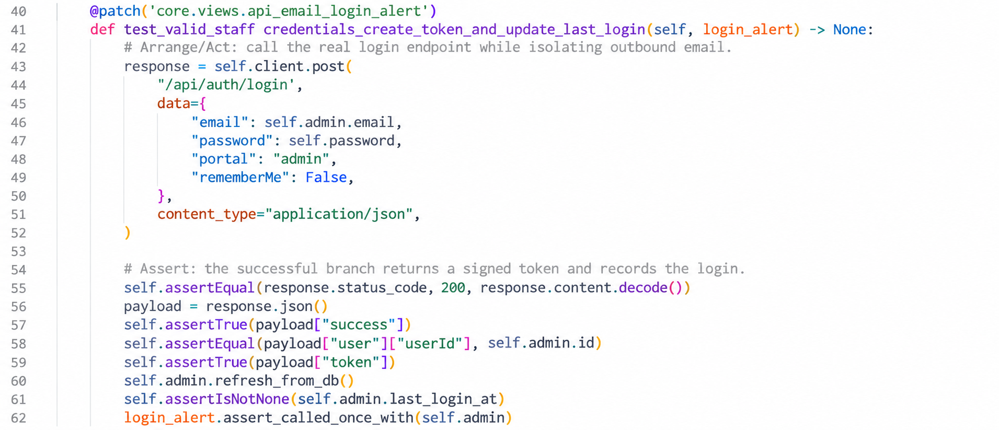 40 @patch('core.views.api_email_login_alert')
41 def test_valid_staff credentials_create_token_and_update_last_login(self, login_alert) -> None:
42 # Arrange/Act: call the real login endpoint while isolating outbound email.
43 response = self.client.post(
44 "/api/auth/login',
45 data={
46 "email": self.admin.email,
47 "password": self.password,
48 "portal": "admin",
49 "rememberMe": False,
50 },
51 content_type="application/json",
52 )
53
54 # Assert: the successful branch returns a signed token and records the login.
55 self.assertEqual(response.status_code, 200, response.content.decode())
56 payload = response.json()
57 self.assertTrue(payload["success"])
58 self.assertEqual(payload["user"]["userId"], self.admin.id)
59 self.assertTrue(payload["token"])
60 self.admin.refresh_from_db()
61 self.assertIsNotNone(self.admin.last_login_at)
62 login_alert.assert_called_once_with(self.admin)